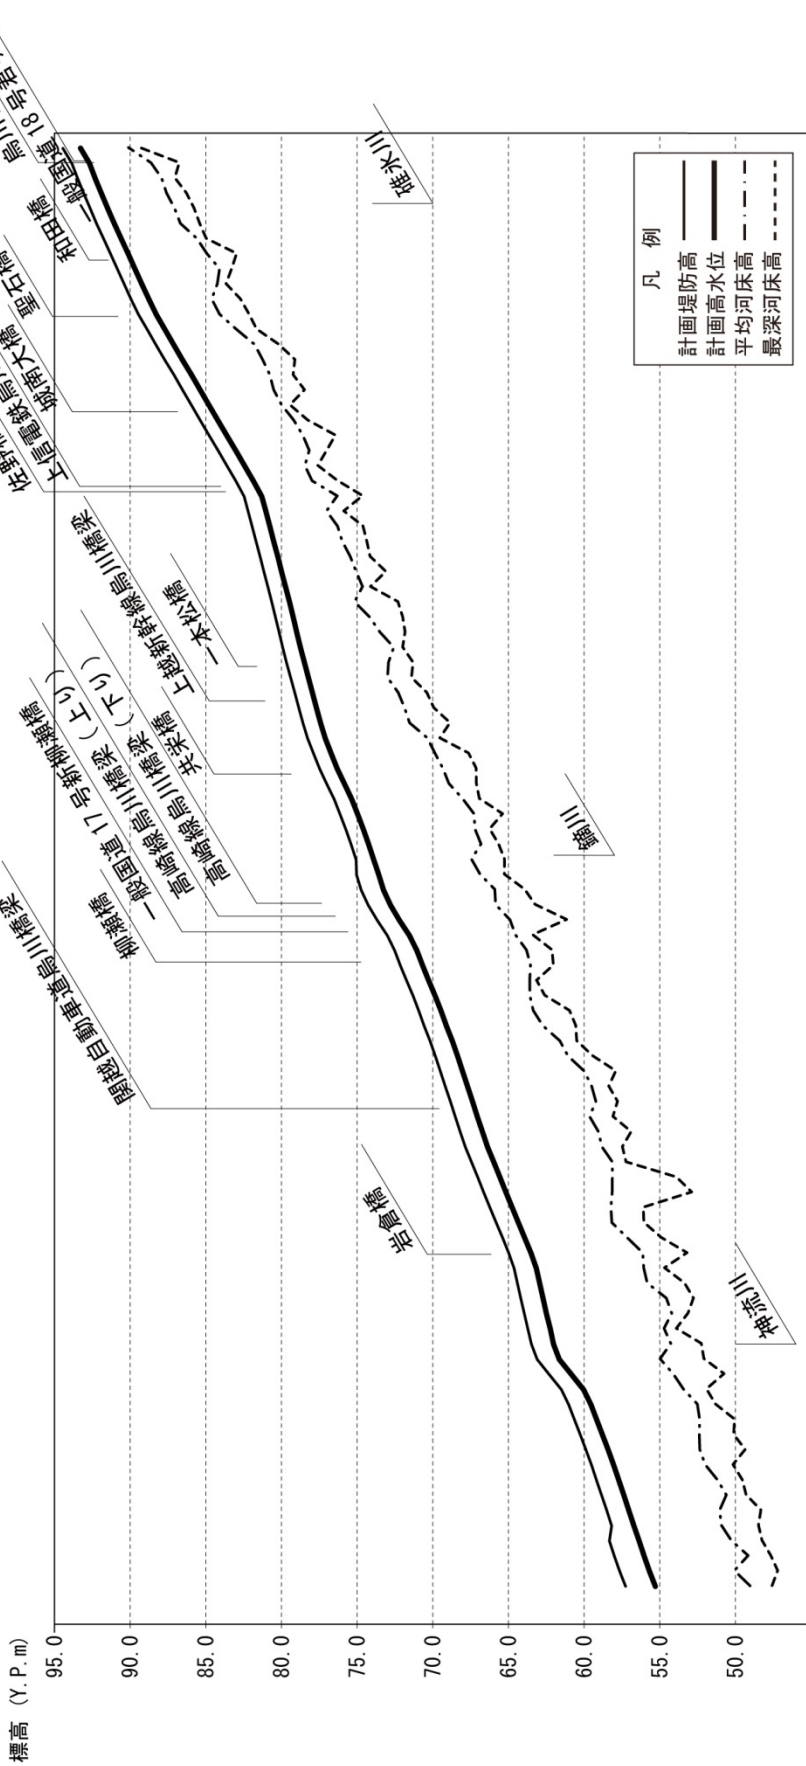 標高 (Y.P.m)
95.0
90.0
85.0
80.0
75.0
70.0
65.0
60.0
55.0
50.0
関越自動車道烏川橋梁
岩倉橋
神流川
柳瀬橋
一般国道17号新柳瀬橋
高崎線烏川橋梁(上り)
高崎線烏川橋梁(下り)
共栄橋
鏑川
上越新幹線烏川橋梁
一本松橋
佐野
上信電鉄烏
城南大橋
聖石橋
和田橋
一般国道18号君
烏川
碓氷川
凡 例
計画堤防高
計画高水位
平均河床高
最深河床高